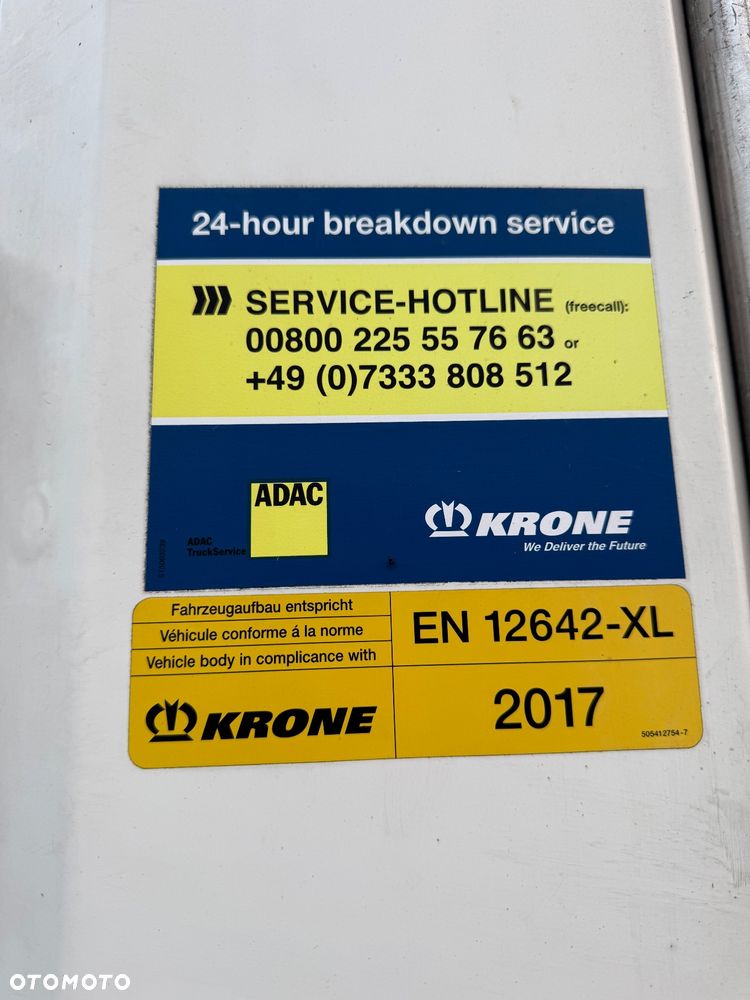 24-hour breakdown service
SERVICE-HOTLINE (freecall):
00800 225 55 76 63 or
+49 (0)7333 808 512
ADAC
ADAC
TruckService
KRONE
We Deliver the Future
Fahrzeugaufbau entspricht
Véhicule conforme á la norme
Vehicle body in complicance with
EN 12642-XL
KRONE
2017
505412754-7
OTOMOTO